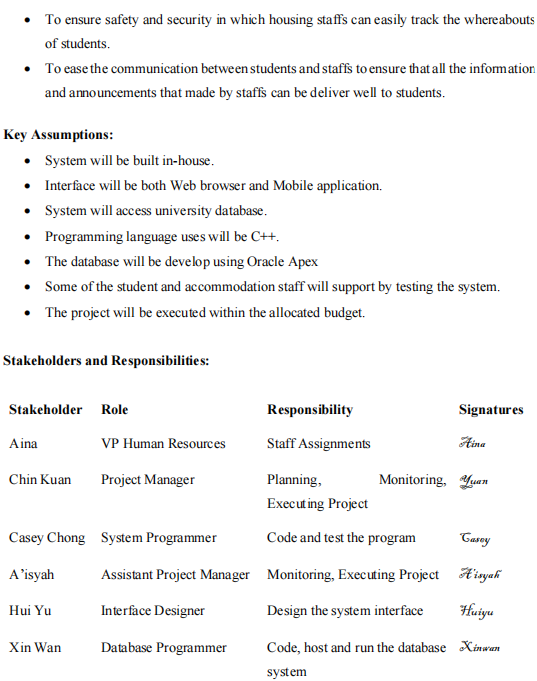 • To ensure safety and security in which housing staffs can easily track the whereabouts
of students.
• To ease the communication between students and staffs to ensure that all the information
and announcements that made by staffs can be deliver well to students.
Key Assumptions:
• System will be built in-house.
• Interface will be both Web browser and Mobile application.
• System will access university database.
• Programming language uses will be C++.
• The database will be develop using Oracle Apex
• Some of the student and accommodation staff will support by testing the system.
• The project will be executed within the allocated budget.
Stakeholders and Responsibilities:
Stakeholder Role Responsibility Signatures
Aina VP Human Resources Staff Assignments Aina
Chin Kuan Project Manager Planning, Monitoring, Yuan
Executing Project
Casey Chong System Programmer Code and test the program Casey
A’isyah Assistant Project Manager Monitoring, Executing Project A'isyah
Hui Yu Interface Designer Design the system interface Huiyu
Xin Wan Database Programmer Code, host and run the database Xinwan
system